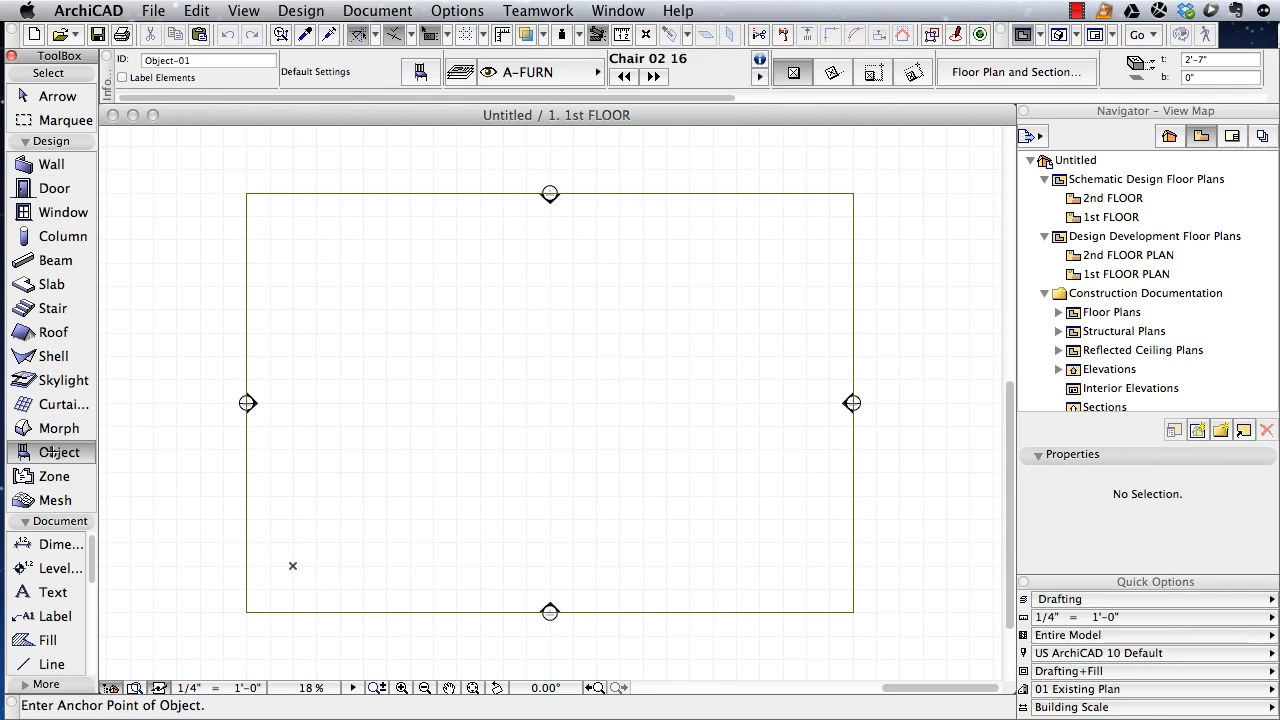 ArchiCAD File Edit View Design Document Options Teamwork Window Help
Go
ToolBox
Select
Arrow
Marquee
Design
Wall
Door
Window
Column
Beam
Slab
Stair
Roof
Shell
Skylight
Curtai...
Morph
Object
Zone
Mesh
Document
Dime...
Level...
Text
Label
Fill
Line
More
Info...
ID: Object-01
Label Elements
Default Settings
A-FURN
Chair 02 16
Floor Plan and Section...
t: 2'-7"
b: 0"
Untitled / 1. 1st FLOOR
1/4" = 1'-0"
18 %
0.00°
Enter Anchor Point of Object.
Navigator - View Map
Untitled
Schematic Design Floor Plans
2nd FLOOR
1st FLOOR
Design Development Floor Plans
2nd FLOOR PLAN
1st FLOOR PLAN
Construction Documentation
Floor Plans
Structural Plans
Reflected Ceiling Plans
Elevations
Interior Elevations
Sections
Properties
No Selection.
Quick Options
Drafting
1/4" = 1'-0"
Entire Model
US ArchiCAD 10 Default
Drafting+Fill
01 Existing Plan
Building Scale